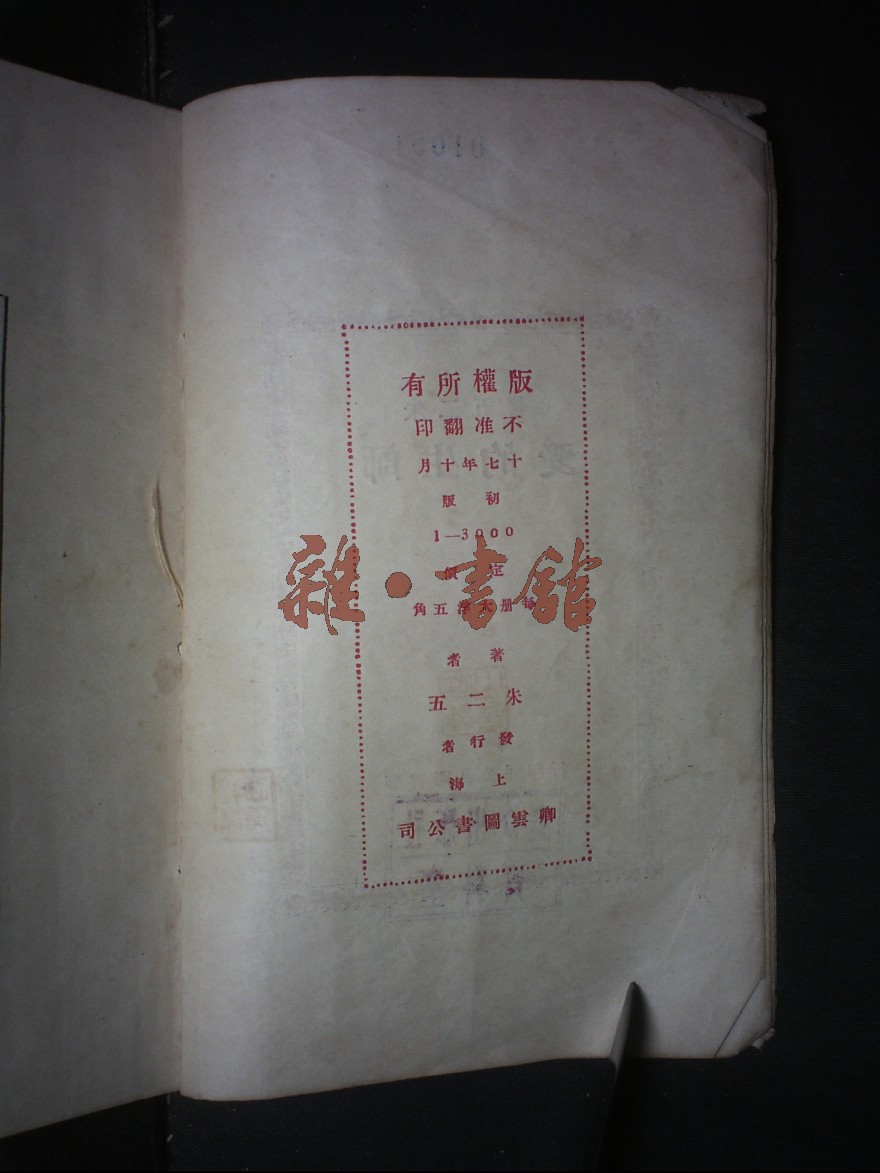 版權所有
不准翻印
十七年十月
初版
1—3000
定價
每册大洋五角
著者
朱二五
發行者
上海
卿雲圖書公司
雜·書館